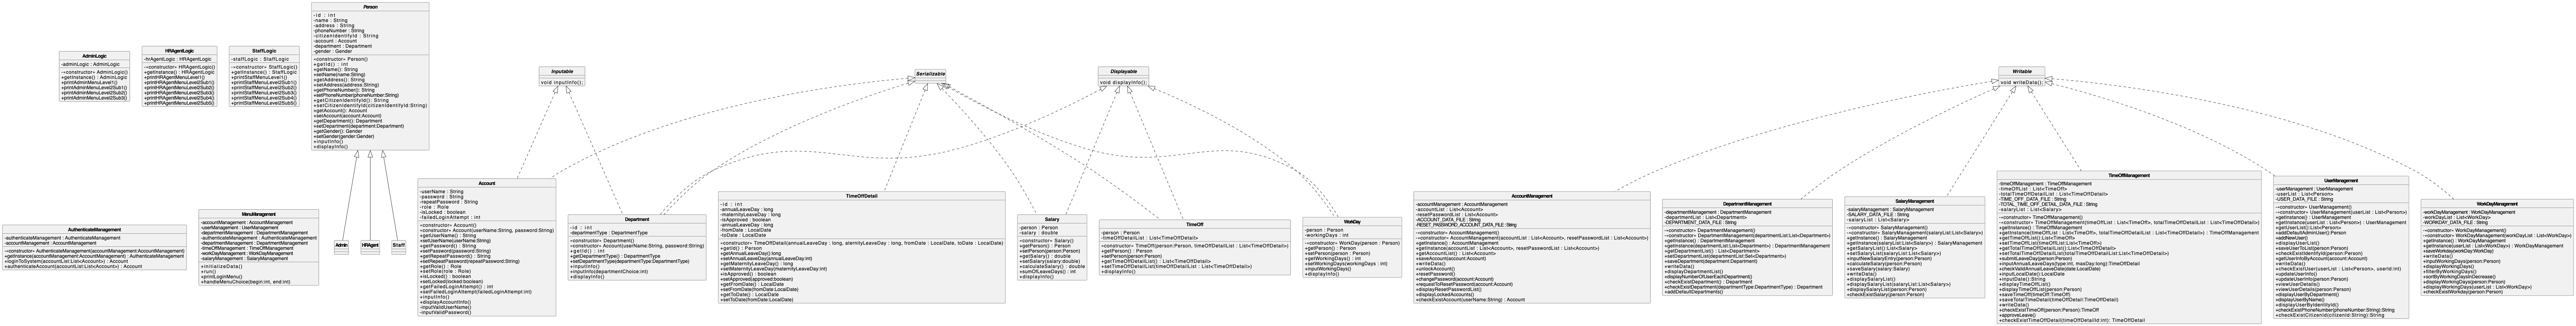 AdminLogic
-adminLogic : AdminLogic
-«constructor» AdminLogic()
+getInstance() : AdminLogic
+printAdminMenuLevel1()
+printAdminMenuLevel2Sub1()
+printAdminMenuLevel2Sub2()
+printAdminMenuLevel2Sub3()
HRAgentLogic
-hrAgentLogic : HRAgentLogic
-«constructor» HRAgentLogic()
+getInstance() : HRAgentLogic
+printHRAgentMenuLevel1()
+printHRAgentMenuLevel2Sub1()
+printHRAgentMenuLevel2Sub2()
+printHRAgentMenuLevel2Sub3()
+printHRAgentMenuLevel2Sub4()
+printHRAgentMenuLevel2Sub5()
StaffLogic
-staffLogic : StaffLogic
-«constructor» StaffLogic()
+getInstance() : StaffLogic
+printStaffMenuLevel1()
+printStaffMenuLevel2Sub1()
+printStaffMenuLevel2Sub2()
+printStaffMenuLevel2Sub3()
+printStaffMenuLevel2Sub4()
+printStaffMenuLevel2Sub5()
Person
-id : int
-name : String
-address : String
-phoneNumber : String
-citizenIdentifyId : String
-account : Account
-department : Department
-gender : Gender
+«constructor» Person()
+getId() : int
+getName(): String
+setName(name:String)
+getAddress() : String
+setAddress(address:String)
+getPhoneNumber(): String
+setPhoneNumber(phoneNumber:String)
+getCitizenIdentifyId(): String
+setCitizenIdentifyId(citizenIdentifyId:String)
+getAccount(): Account
+setAccount(account:Account)
+getDepartment(): Department
+setDepartment(department:Department)
+getGender(): Gender
+setGender(gender:Gender)
+inputInfo()
+displayInfo()
Inputable
void inputInfo();
Serializable
Displayable
void displayInfo();
Writable
void writeData();
AuthenticateManagement
-authenticateManagement : AuthenticateManagement
-accountManagement : AccountManagement
-«constructor» AuthenticateManagement(accountManagement:AccountManagement)
+getInstance(accountManagement:AccountManagement) : AuthenticateManagement
+loginToSystem(accountList:List<Account>) : Account
+authenticateAccount(accountList:List<Account>) : Account
MenuManagement
-accountManagement : AccountManagement
-userManagement : UserManagement
-departmentManagement : DepartmentManagement
-authenticateManagement : AuthenticateManagement
-departmentManagement : DepartmentManagement
-timeOffManagement : TimeOffManagement
-workDayManagement : WorkDayManagement
-salaryManagement : SalaryManagement
+initializeData()
+run()
+printLoginMenu()
+handleMenuChoice(begin:int, end:int)
Admin
HRAgent
Staff
Account
-userName : String
-password : String
-repeatPassword : String
-role : Role
-isLocked : boolean
-failedLoginAttempt : int
+«constructor» Account()
+«constructor» Account(userName:String, password:String)
+getUserName() : String
+setUserName(userName:String)
+getPassword() : String
+setPassword(password:String)
+getRepeatPassword() : String
+setRepeatPassword(repeatPassword:String)
+getRole() : Role
+setRole(role : Role)
+isLocked() : boolean
+setLocked(locked:boolean)
+getFailedLoginAttempt() : int
+setFailedLoginAttempt(failedLoginAttempt:int)
+inputInfo()
+displayAccountInfo()
-inputValidUserName()
-inputValidPassword()
Department
-id : int
-departmentType : DepartmentType
+«constructor» Department()
+«constructor» Account(userName:String, password:String)
+getId() : int
+getDepartmentType() : DepartmentType
+setDepartmentType(departmentType:DepartmentType)
+inputInfo()
+inputInfo(departmentChoice:int)
+displayInfo()
TimeOffDetail
-id : int
-annualLeaveDay : long
-maternityLeaveDay : long
-isApproved : boolean
-annualLeaveDay : long
-fromDate : LocalDate
-toDate : LocalDate
+«constructor» TimeOffDetail(annualLeaveDay : long, aternityLeaveDay : long, fromDate : LocalDate, toDate : LocalDate)
+getId() : Person
+getAnnualLeaveDay() : long
+setAnnualLeaveDay(annualLeaveDay:int)
+getMaternityLeaveDay() : long
+setMaternityLeaveDay(maternityLeaveDay:int)
+isApproved() : boolean
+setApproved(approved:boolean)
+getFromDate() : LocalDate
+setFromDate(fromDate:LocalDate)
+getToDate() : LocalDate
+setToDate(fromDate:LocalDate)
Salary
-person : Person
-salary : double
-«constructor» Salary()
+getPerson() : Person
+setPerson(person:Person)
+getSalary() : double
+setSalary(salary:double)
+calculateSalary() : double
+sumOfLeaveDays() : int
+displayInfo()
TimeOff
-person : Person
-timeOffDetailList : List<TimeOffDetail>
-«constructor» TimeOff(person:Person, timeOffDetailList : List<TimeOffDetail>)
+getPerson() : Person
+setPerson(person:Person)
+getTimeOffDetailList() : List<TimeOffDetail>
+setTimeOffDetailList(timeOffDetailList : List<TimeOffDetail>)
+displayInfo()
WorkDay
-person : Person
-workingDays : int
-«constructor» WorkDay(person : Person)
+getPerson() : Person
+setPerson(person:Person)
+getWorkingDays() : int
+setWorkingDays(workingDays : int)
+inputWorkingDays()
+displayInfo()
AccountManagement
-accountManagement : AccountManagement
-accountList : List<Account>
-resetPasswordList : List<Account>
-ACCOUNT_DATA_FILE : String
-RESET_PASSWORD_ACCOUNT_DATA_FILE: String
-«constructor» AccountManagement()
-«constructor» AccountManagement(accountList : List<Account>, resetPasswordList : List<Account>)
+getInstance() : AccountManagement
+getInstance(accountList : List<Account>, resetPasswordList : List<Account>) : AccountManagement
+getAccountList() : List<Account>
+saveAccount(account:Account)
+writeData()
+unlockAccount()
+resetPassword()
+changePassword(account:Account)
+requestToResetPassword(account:Account)
+displayResetPasswordList()
+displayLockedAccounts()
+checkExistAccount(userName:String) : Account
DepartmentManagement
-departmentManagement : DepartmentManagement
-departmentList : List<Department>
-DEPARTMENT_DATA_FILE : String
-«constructor» DepartmentManagement()
-«constructor» DepartmentManagement(departmentList:List<Department>)
+getInstance() : DepartmentManagement
+getInstance(departmentList:List<Department>) : DepartmentManagement
+getDepartmentList() : List<Department>
+setDepartmentList(departmentList:Set<Department>)
+saveDepartment(department:Department)
+writeData()
+displayDepartmentList()
+displayNumberOfUserEachDepartment()
+checkExistDepartment() : Department
+checkExistDepartment(departmentType:DepartmentType) : Department
+addDefaultDepartments()
SalaryManagement
-salaryManagement : SalaryManagement
-SALARY_DATA_FILE : String
-salaryList : List<Salary>
-«constructor» SalaryManagement()
-«constructor» SalaryManagement(salaryList:List<Salary>)
+getInstance() : SalaryManagement
+getInstance(salaryList:List<Salary>) : SalaryManagement
+getSalaryList() : List<Salary>
+setSalaryList(salaryList:List<Salary>)
+inputNewSalary(person:Person)
+calculateSalary(person:Person)
+saveSalary(salary:Salary)
+writeData()
+displaySalaryList()
+displaySalaryList(salaryList:List<Salary>)
+displaySalaryList(person:Person)
+checkExistSalary(person:Person)
TimeOffManagement
-timeOffManagement : TimeOffManagement
-timeOffList : List<TimeOff>
-totalTimeOffDetailList : List<TimeOffDetail>
-TIME_OFF_DATA_FILE : String
-TOTAL_TIME_OFF_DETAIL_DATA_FILE : String
-salaryList : List<Salary>
-«constructor» TimeOffManagement()
-«constructor» Timince(userList:List<Person>)
+getInstance() : TimeOffManagement
+getInstance(timeOffList : List<TimeOff>, totalTimeOffDetailList : List<TimeOffDetail>) : TimeOffManagement
+getTimeOffList() : List<TimeOff>
+setTimeOffList(timeOffList:List<TimeOff>)
+getTotalTimeOffDetailList():List<TimeOffDetail>
+setTotalTimeOffDetailList(totalTimeOffDetailList:List<TimeOffDetail>)
+submitLeaveDay(person:Person)
+inputAnnualLeaveDays(type:int, maxDay:long):TimeOffDetail
+checkValidAnnualLeaveDate(date:LocalDate)
+inputLocalDate():LocalDate
+displayTimeOffList()
+displayTimeOffList(person:Person)
+saveTimeOff(timeOff:TimeOff)
+saveTotalTimeOffDetail(timeOffDetail:TimeOffDetail)
+writeData()
+checkExistTimeOff(person:Person):TimeOff
+approveLeave()
+checkExistTimeOffDetail(timeOffDetailId:int): TimeOffDetail
UserManagement
-userManagement : UserManagement
-userList : List<Person>
-USER_DATA_FILE : String
-«constructor» UserManagement()
-«constructor» UserManagement(userList : List<Person>)
+getInstance() : UserManagement
+getInstance(userList:List<Person>) : UserManagement
+getUserList():List<Person>
+addDefaultAdminUser():Person
+addNewUser()
+displayUserList()
+saveUserToList(person:Person)
+checkExistIdentifyId(person:Person)
+getUserInfoByAccount(account:Account)
+writeData()
+checkExistUser(userList : List<Person>, userId:int)
+updateUserInfo()
+updateUserInfo(person:Person)
+viewUserDetails()
+viewUserDetails(person:Person)
+displayUserByDepartment()
+displayUserByName()
+displayUserByIdentifyId()
+checkExistPhoneNumber(phoneNumber:String):String
+checkExistCitizenId(citizenId:String):String
WorkDayManagement
-workDayManagement : WorkDayManagement
-workDayList : List<WorkDay>
-WORKDAY_DATA_FILE : String
-«constructor» WorkDayManagement()
-«constructor» WorkDayManagement(workDayList : List<WorkDay>)
+getInstance() : WorkDayManagement
+getInstance(userList : List<WorkDay>) : WorkDayManagement
+saveWorkDay(workDay:WorkDay)
+writeData()
+inputWorkingDays(person:Person)
+displayWorkingDays()
+filterByWorkingDays()
+sortByWorkingDaysInDecrease()
+displayWorkingDays(person:Person)
+displayWorkingDays(userList : List<WorkDay>)
+checkExistWorkday(person:Person)